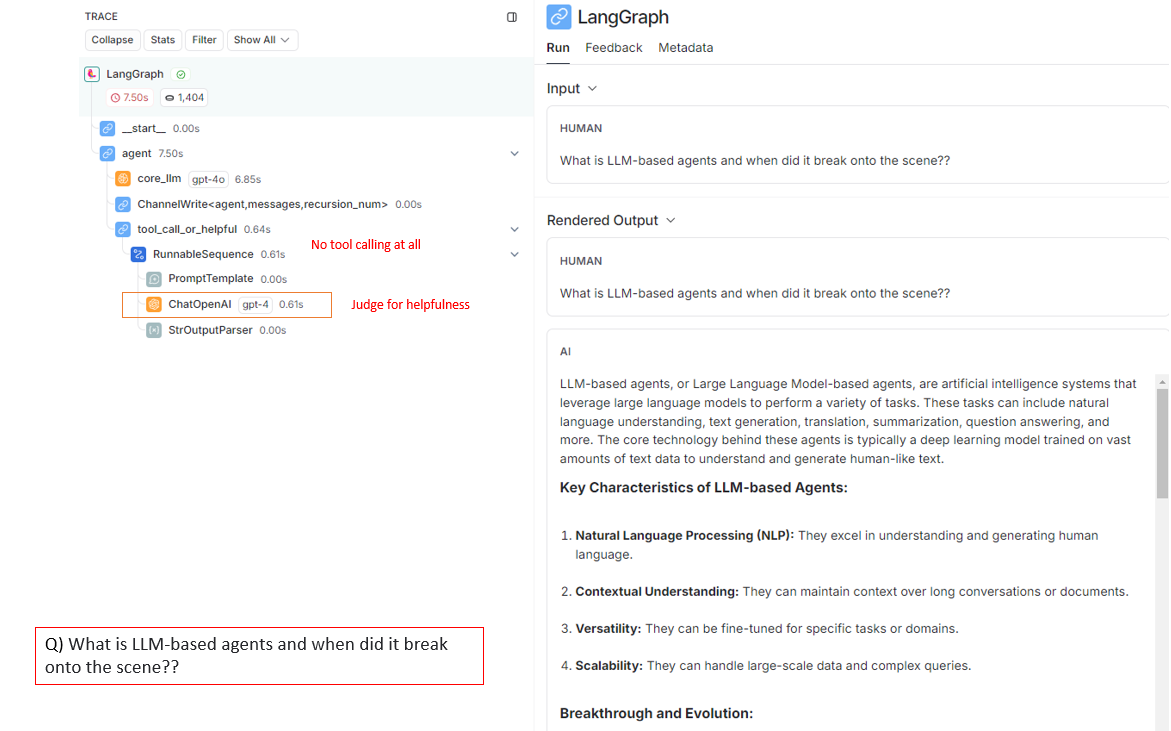 TRACE
Collapse Stats Filter Show All
LangGraph
7.50s 1,404
__start__ 0.00s
agent 7.50s
core_llm gpt-4o 6.85s
ChannelWrite<agent,messages,recursion_num> 0.00s
tool_call_or_helpful 0.64s
No tool calling at all
RunnableSequence 0.61s
PromptTemplate 0.00s
ChatOpenAI gpt-4 0.61s
Judge for helpfulness
StrOutputParser 0.00s
Q) What is LLM-based agents and when did it break
onto the scene??
LangGraph
Run Feedback Metadata
Input
HUMAN
What is LLM-based agents and when did it break onto the scene??
Rendered Output
HUMAN
What is LLM-based agents and when did it break onto the scene??
AI
LLM-based agents, or Large Language Model-based agents, are artificial intelligence systems that
leverage large language models to perform a variety of tasks. These tasks can include natural
language understanding, text generation, translation, summarization, question answering, and
more. The core technology behind these agents is typically a deep learning model trained on vast
amounts of text data to understand and generate human-like text.
Key Characteristics of LLM-based Agents:
1. Natural Language Processing (NLP): They excel in understanding and generating human
language.
2. Contextual Understanding: They can maintain context over long conversations or documents.
3. Versatility: They can be fine-tuned for specific tasks or domains.
4. Scalability: They can handle large-scale data and complex queries.
Breakthrough and Evolution: